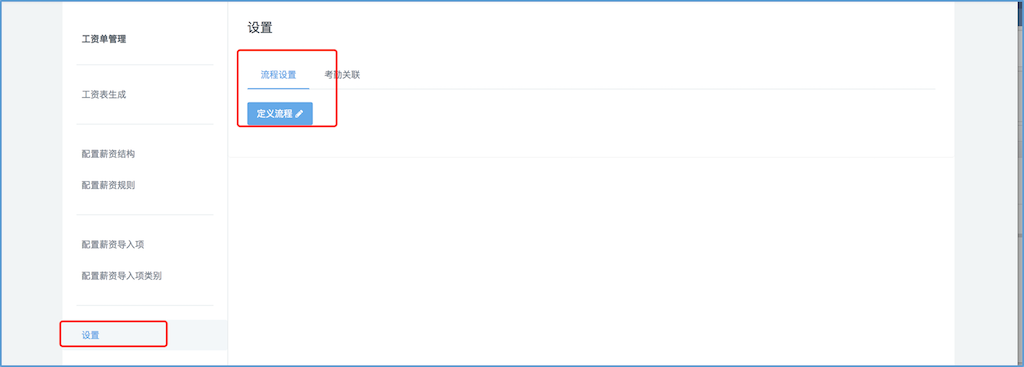 工资单管理
工资表生成
配置薪资结构
配置薪资规则
配置薪资导入项
配置薪资导入项类别
设置
设置
流程设置
考勤关联
定义流程